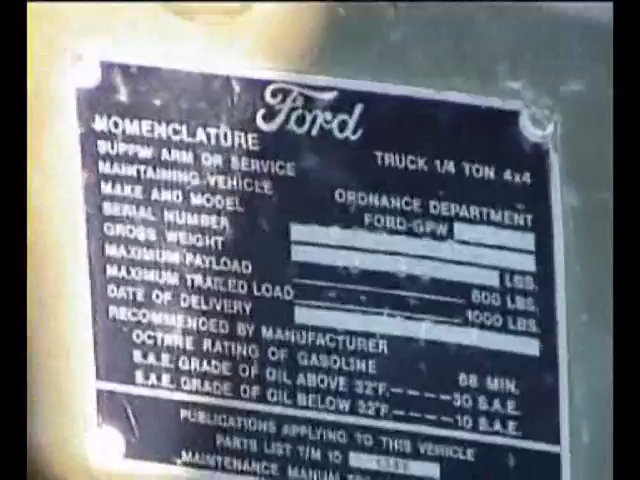 Ford
NOMENCLATURE TRUCK 1/4 TON 4x4
SUPPLY ARM OR SERVICE
MAINTAINING VEHICLE ORDNANCE DEPARTMENT
MAKE AND MODEL FORD-GPW
SERIAL NUMBER
GROSS WEIGHT LBS.
MAXIMUM PAYLOAD 800 LBS.
MAXIMUM TRAILED LOAD 1000 LBS.
DATE OF DELIVERY
RECOMMENDED BY MANUFACTURER
OCTANE RATING OF GASOLINE 68 MIN.
S.A.E. GRADE OF OIL ABOVE 32°F. 30 S.A.E.
S.A.E. GRADE OF OIL BELOW 32°F. 10 S.A.E.
PUBLICATIONS APPLYING TO THIS VEHICLE
PARTS LIST T/M 10
MAINTENANCE MANUAL